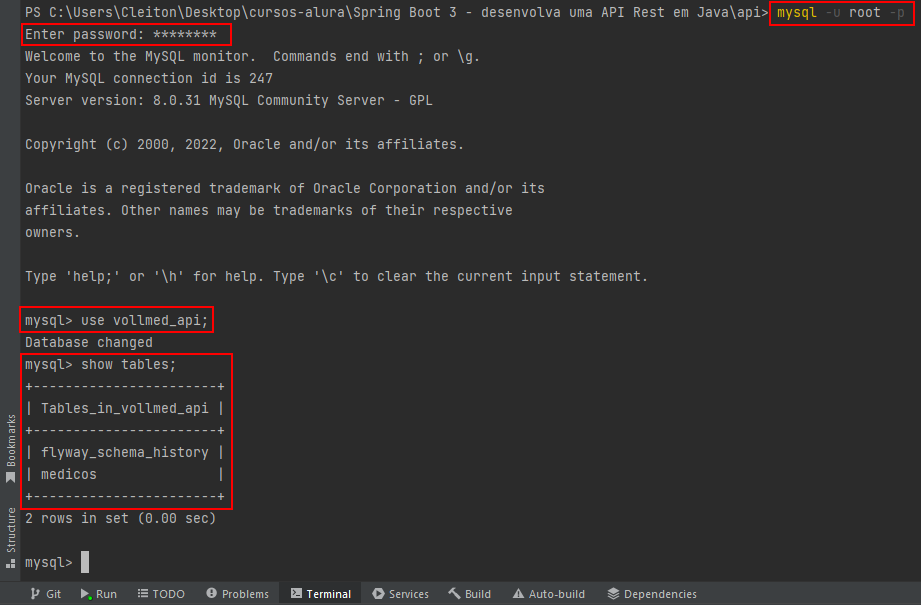 PS C:\Users\Cleiton\Desktop\cursos-alura\Spring Boot 3 - desenvolva uma API Rest em Java\api> mysql -u root -p
Enter password: ********
Welcome to the MySQL monitor.  Commands end with ; or \g.
Your MySQL connection id is 247
Server version: 8.0.31 MySQL Community Server - GPL
Copyright (c) 2000, 2022, Oracle and/or its affiliates.
Oracle is a registered trademark of Oracle Corporation and/or its
affiliates. Other names may be trademarks of their respective
owners.
Type 'help;' or '\h' for help. Type '\c' to clear the current input statement.
mysql> use vollmed_api;
Database changed
mysql> show tables;
+-----------------------+
| Tables_in_vollmed_api |
+-----------------------+
| flyway_schema_history |
| medicos               |
+-----------------------+
2 rows in set (0.00 sec)
mysql>
Bookmarks
Structure
Git Run TODO Problems Terminal Services Build Auto-build Dependencies